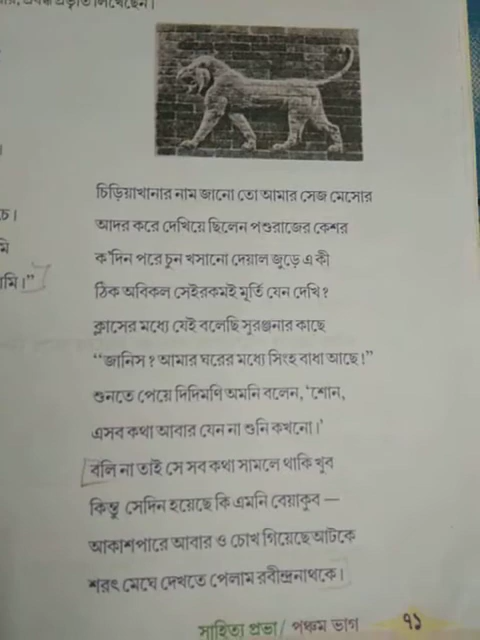 প্রবন্ধ প্রভৃতি লিখেছেন।
চিড়িয়াখানার নাম জানো তো আমার সেজ মেসোর
আদর করে দেখিয়ে ছিলেন পশুরাজের কেশর
ক'দিন পরে চুন খসানো দেয়াল জুড়ে এ কী
ঠিক অবিকল সেইরকমই মূর্তি যেন দেখি?
ক্লাসের মধ্যে যেই বলেছি সুরঞ্জনার কাছে
“জানিস? আমার ঘরের মধ্যে সিংহ বাধা আছে!”
শুনতে পেয়ে দিদিমণি অমনি বলেন, ‘শোন,
এসব কথা আবার যেন না শুনি কখনো।’
বলি না তাই সে সব কথা সামলে থাকি খুব
কিন্তু সেদিন হয়েছে কি এমনি বেয়াকুব —
আকাশপারে আবার ও চোখ গিয়েছে আটকে
শরৎ মেঘে দেখতে পেলাম রবীন্দ্রনাথকে।
সাহিত্য প্রভা/ পঞ্চম ভাগ ৭১